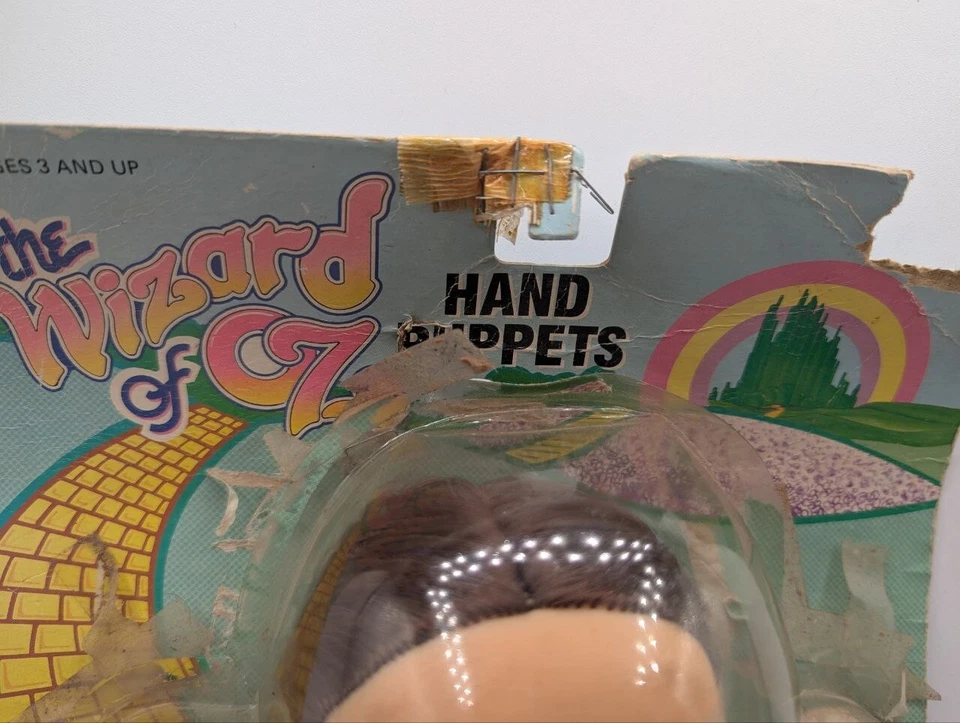 GES 3 AND UP
the
Wizard
of OZ
HAND
PUPPETS